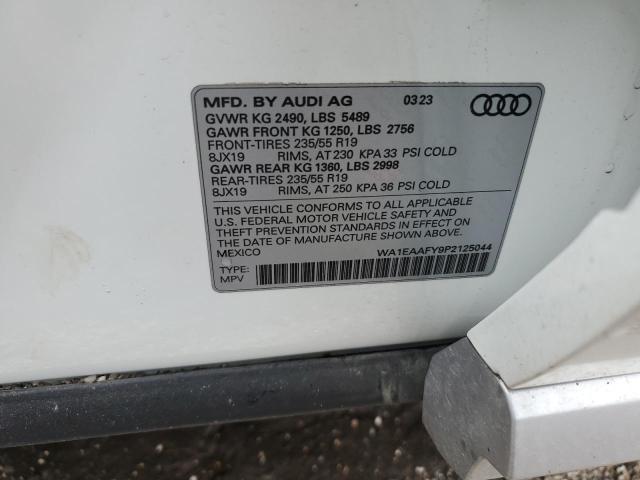 MFD. BY AUDI AG 03 23
GVWR KG 2490, LBS 5489
GAWR FRONT KG 1250, LBS 2756
FRONT-TIRES 235/55 R19
8JX19 RIMS, AT 230 KPA 33 PSI COLD
GAWR REAR KG 1360, LBS 2998
REAR-TIRES 235/55 R19
8JX19 RIMS, AT 250 KPA 36 PSI COLD
THIS VEHICLE CONFORMS TO ALL APPLICABLE
U.S. FEDERAL MOTOR VEHICLE SAFETY AND
THEFT PREVENTION STANDARDS IN EFFECT ON
THE DATE OF MANUFACTURE SHOWN ABOVE.
MEXICO WA1EAAFY9P2125044
TYPE:
MPV